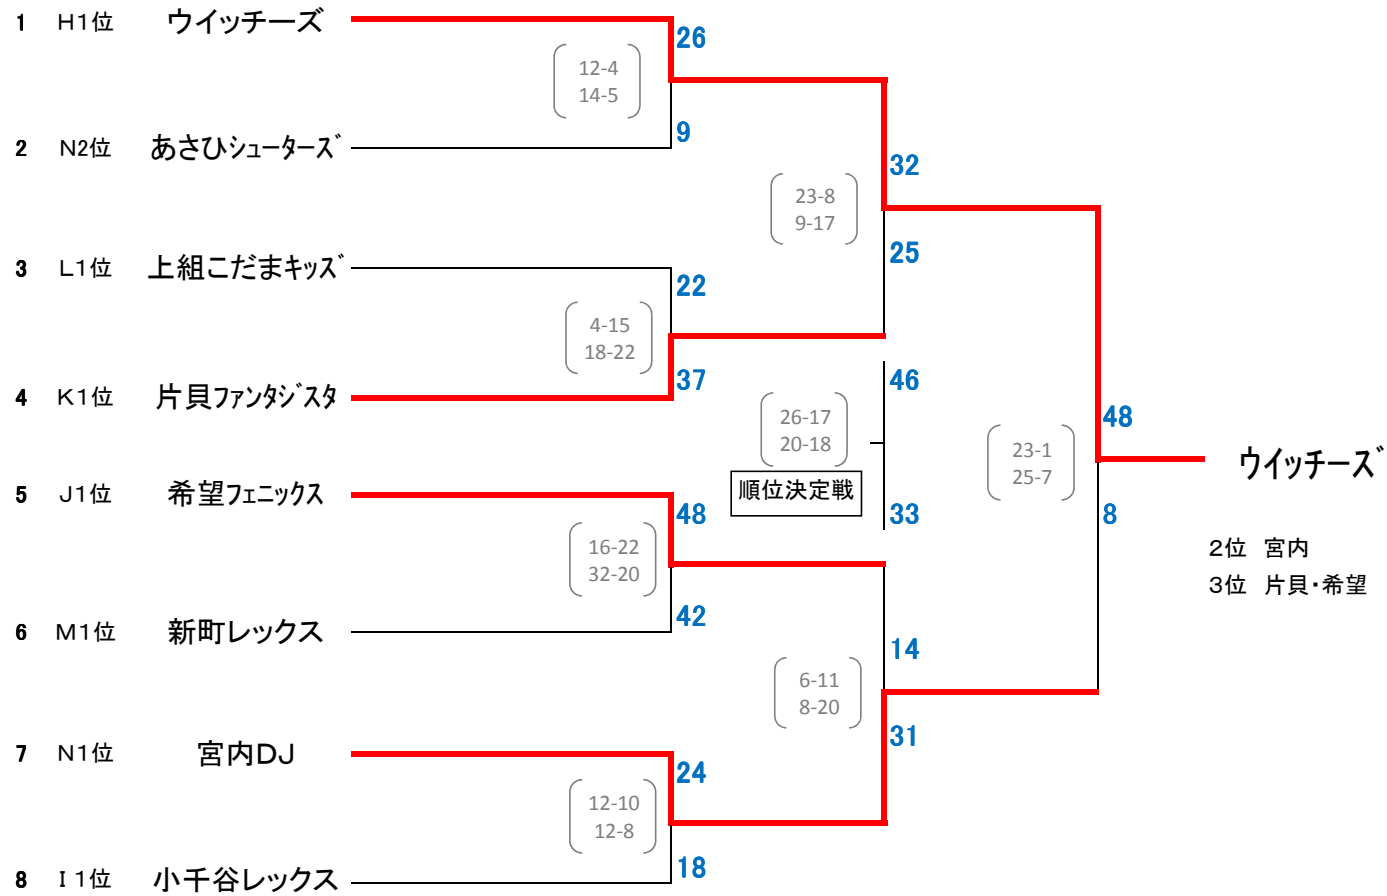 1 H1位 ウイッチーズ
26
12-4
14-5
9
2 N2位 あさひシューターズ
32
23-8
9-17
25
3 L1位 上組こだまキッズ
22
4-15
18-22
37
4 K1位 片貝ファンタジスタ
46
26-17
20-18
順位決定戦
33
48
23-1
25-7
8
ウイッチーズ
2位 宮内
3位 片貝・希望
5 J1位 希望フェニックス
48
16-22
32-20
42
6 M1位 新町レックス
14
6-11
8-20
31
7 N1位 宮内DJ
24
12-10
12-8
18
8 I1位 小千谷レックス